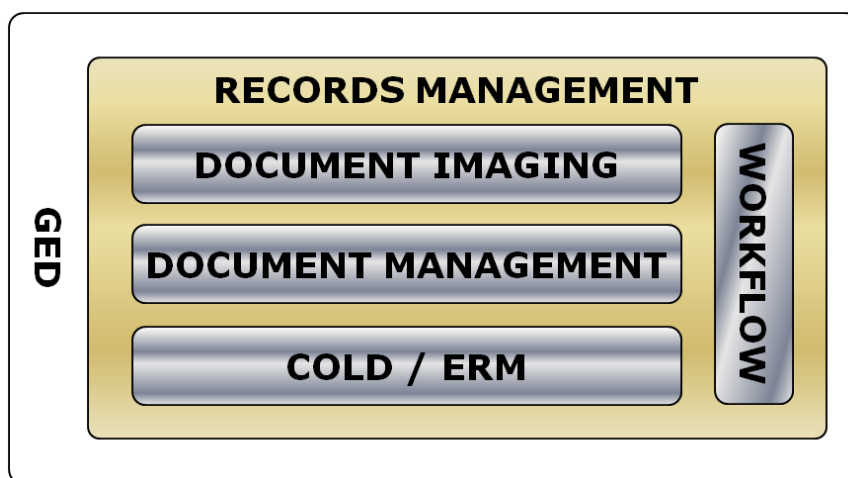 GED
RECORDS MANAGEMENT
DOCUMENT IMAGING
DOCUMENT MANAGEMENT
COLD / ERM
WORKFLOW